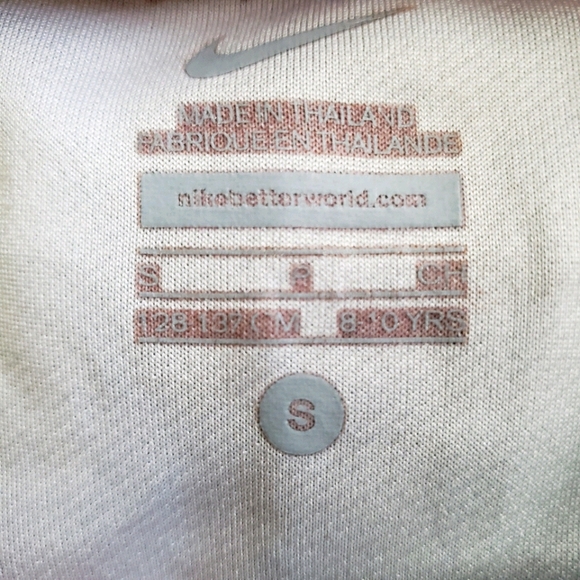 MADE IN THAILAND
FABRIQUE EN THAILANDE
nikebetterworld.com
S S CH
128-137 CM 8-10 YRS
S